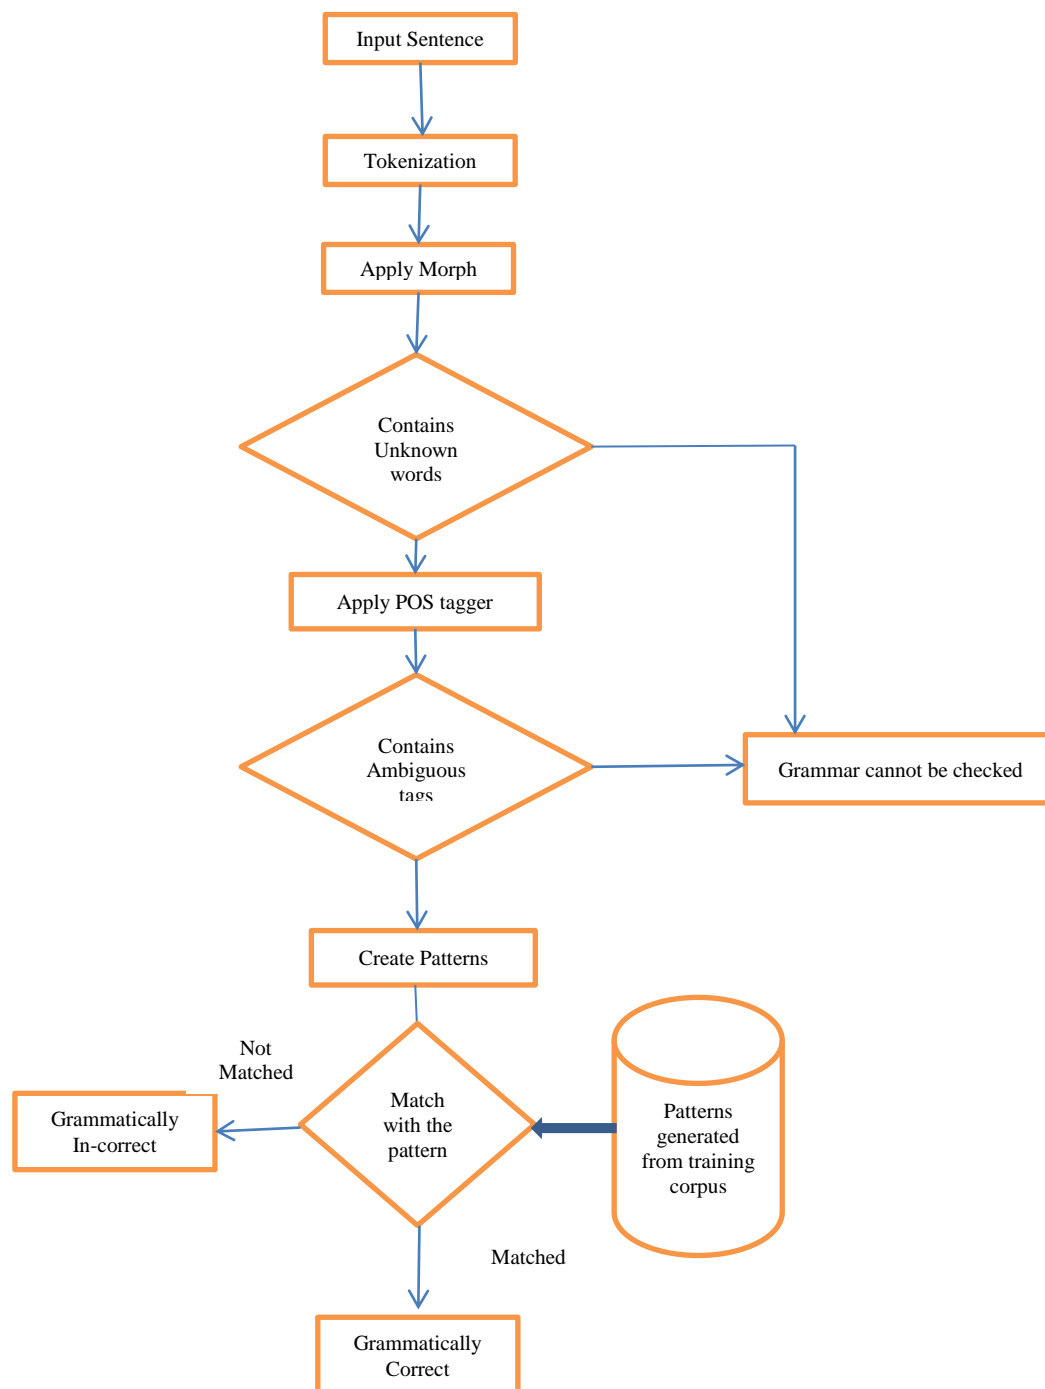 Input Sentence
Tokenization
Apply Morph
Contains
Unknown
words
Apply POS tagger
Contains
Ambiguous
tags
Grammar cannot be checked
Create Patterns
Not
Matched
Grammatically
In-correct
Match
with the
pattern
Patterns
generated
from training
corpus
Matched
Grammatically
Correct